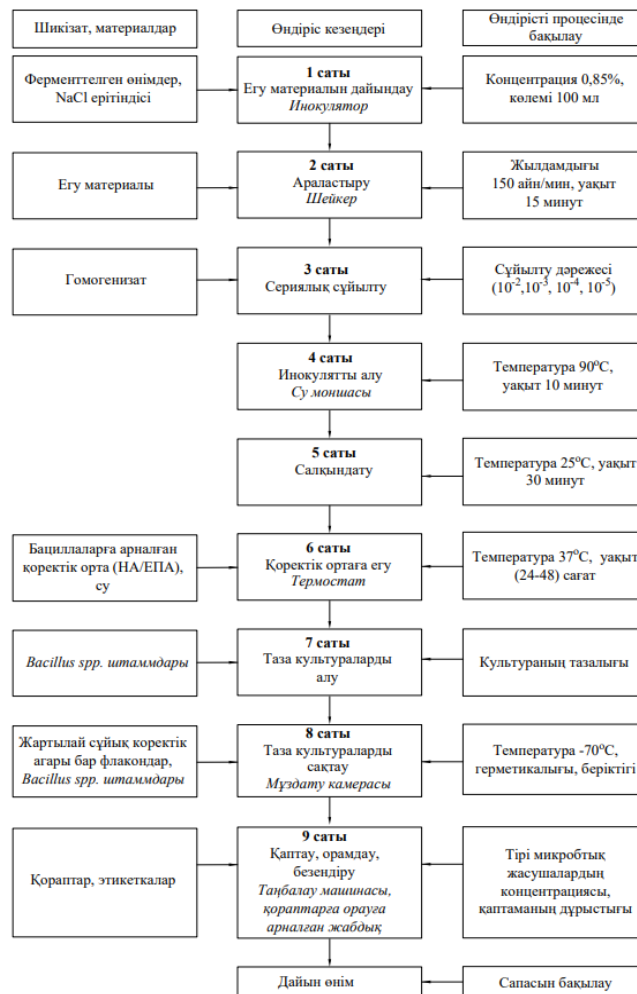 Шикізат, материалдар
Өндіріс кезеңдері
Өндірісті процесінде
бақылау
Ферменттелген өнімдер,
NaCl ерітіндісі
1 саты
Егу материалын дайындау
Инокулятор
Концентрация 0,85%,
көлемі 100 мл
Егу материалы
2 саты
Араластыру
Шейкер
Жылдамдығы
150 айн/мин, уақыт
15 минут
Гомогенизат
3 саты
Сериялық сұйылту
Сұйылту дәрежесі
(10⁻²,10⁻³, 10⁻⁴, 10⁻⁵)
4 саты
Инокулятты алу
Су моншасы
Температура 90⁰С,
уақыт 10 минут
5 саты
Салқындату
Температура 25⁰С, уақыт
30 минут
Бациллаларға арналған
қоректік орта (НА/ЕПА),
су
6 саты
Қоректік ортаға егу
Термостат
Температура 37⁰С, уақыт
(24-48) сағат
Bacillus spp. штаммдары
7 саты
Таза культураларды
алу
Культураның тазалығы
Жартылай сұйық коректік
агары бар флакондар,
Bacillus spp. штаммдары
8 саты
Таза культураларды
сақтау
Мұздату камерасы
Температура -70⁰С,
герметикалығы, беріктігі
Қораптар, этикеткалар
9 саты
Қаптау, орамдау,
безендіру
Таңбалау машинасы,
қораптарға орауға
арналған жабдық
Тірі микробтық
жасушалардың
концентрациясы,
қаптаманың дұрыстығы
Дайын өнім
Сапасын бақылау